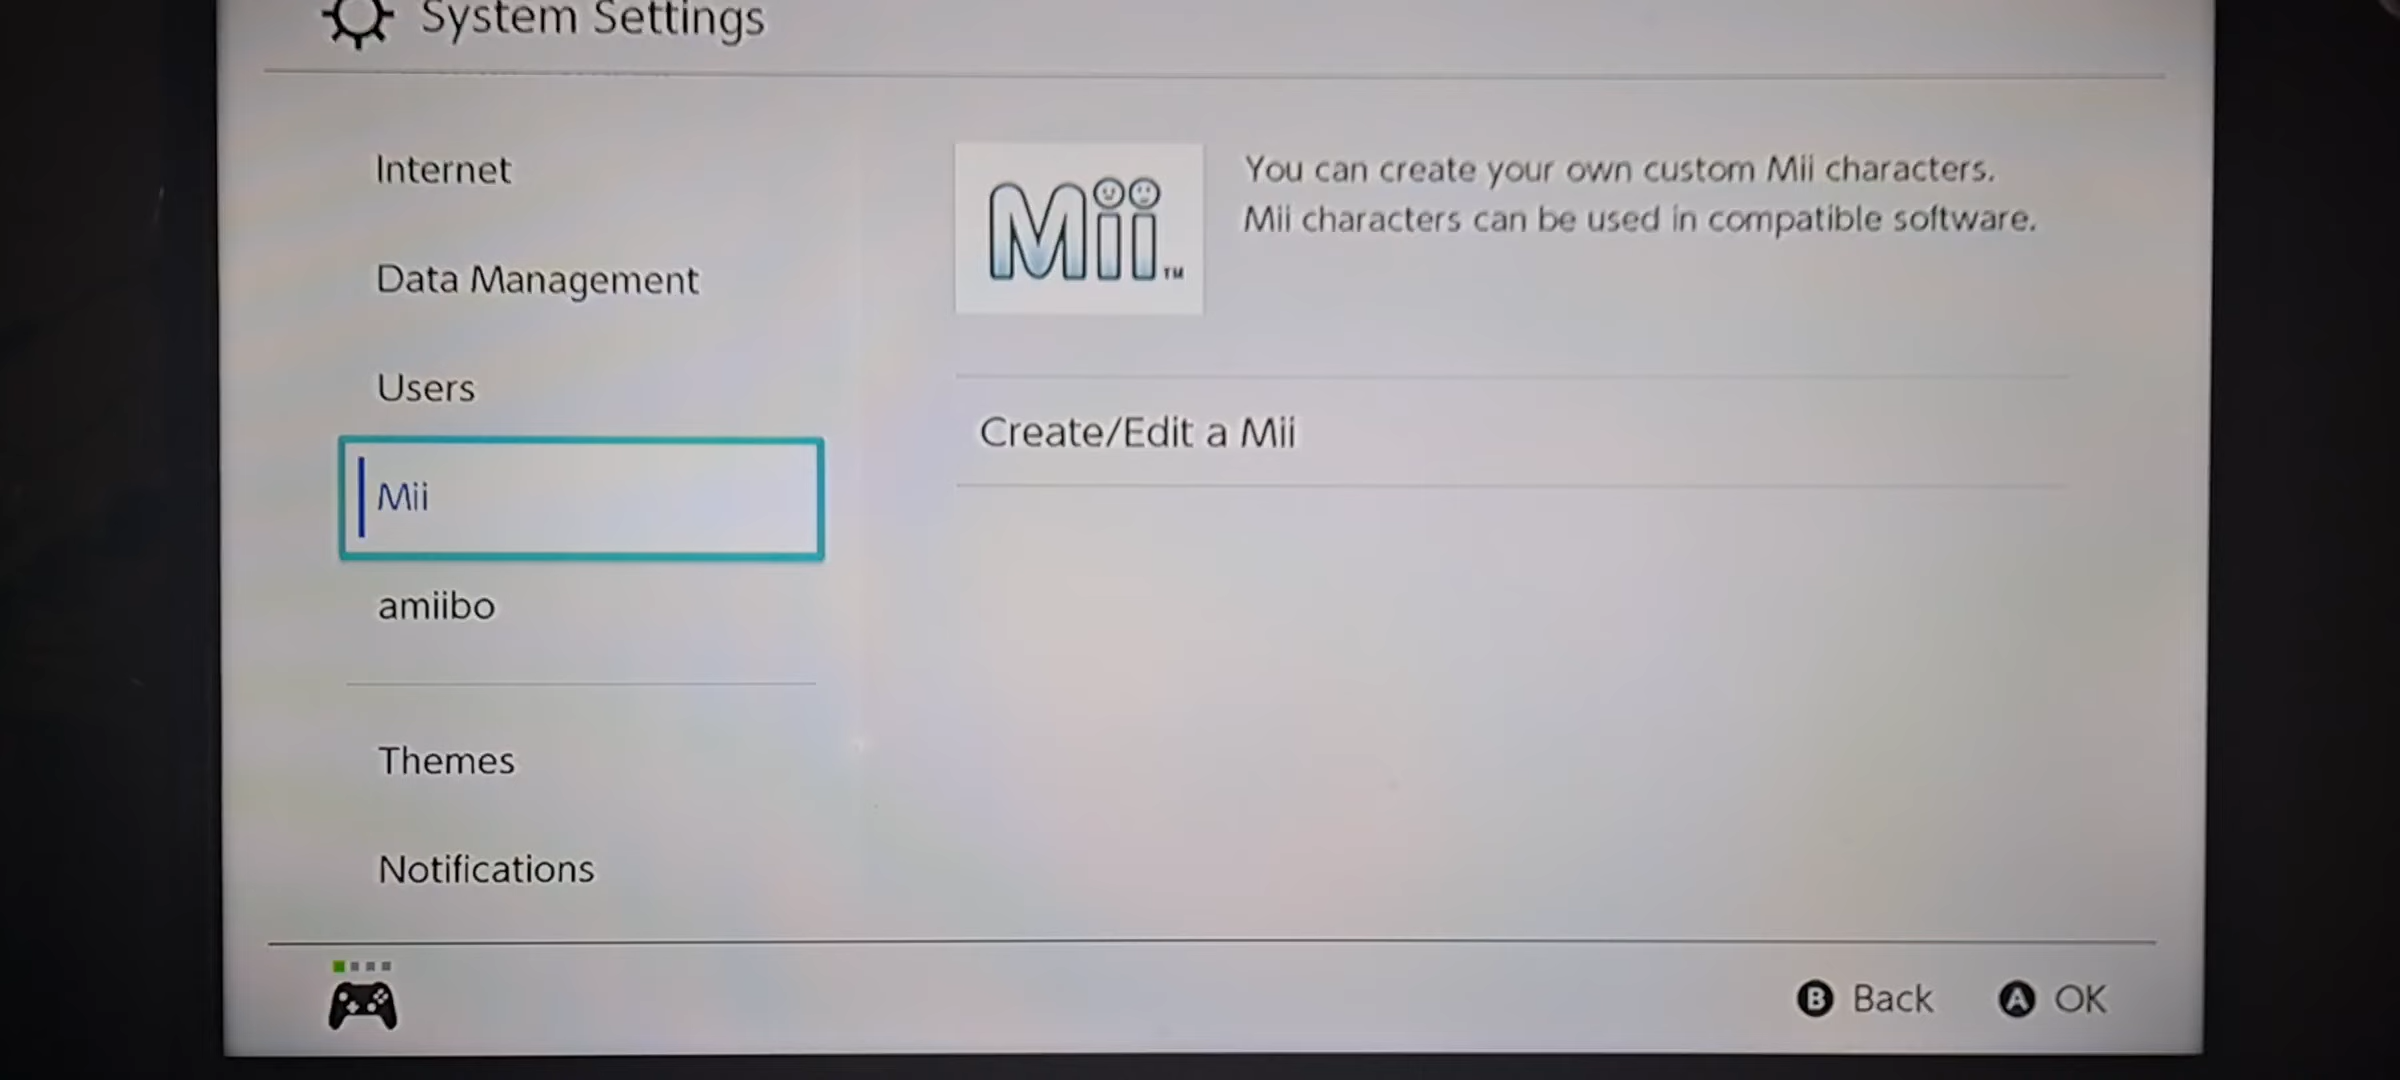 System Settings
Internet
Data Management
Users
Mii
amiibo
Themes
Notifications
Mii™
You can create your own custom Mii characters.
Mii characters can be used in compatible software.
Create/Edit a Mii
B Back
A OK